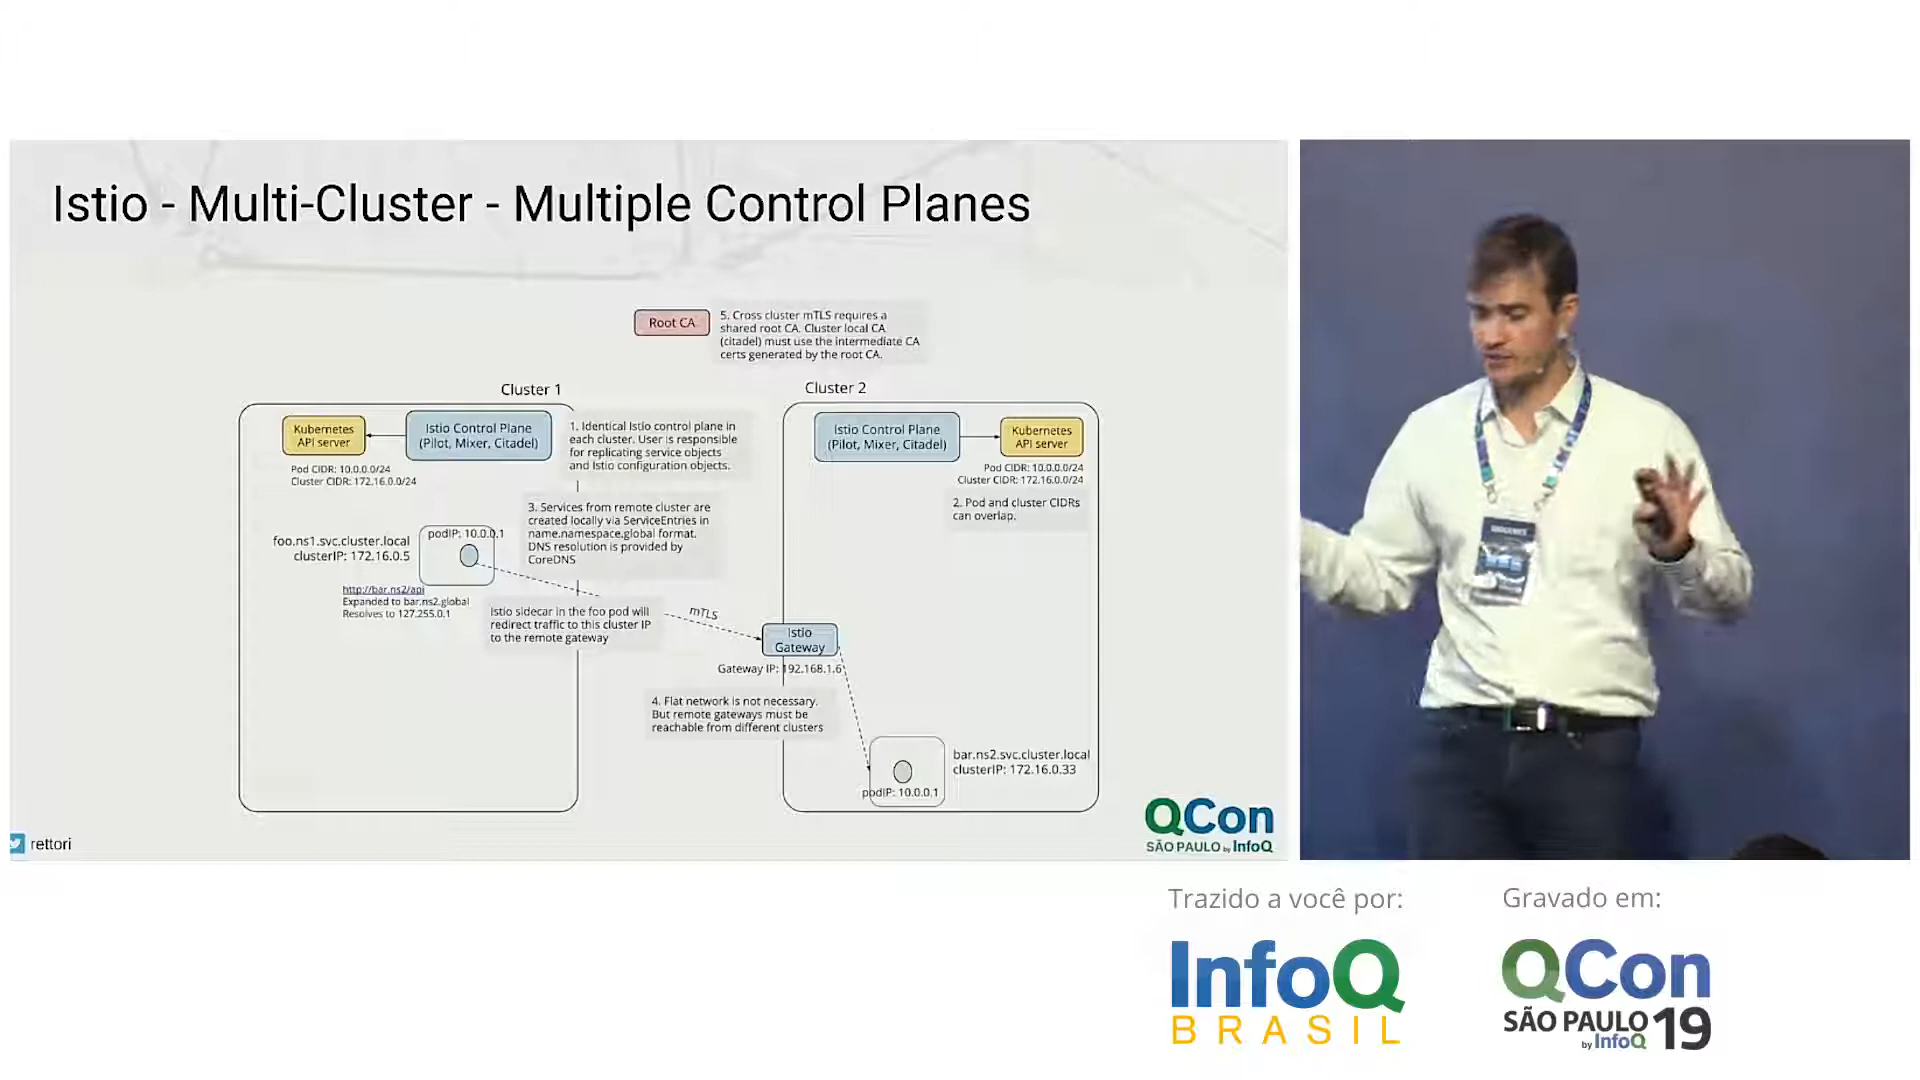 Istio - Multi-Cluster - Multiple Control Planes
Root CA
5. Cross cluster mTLS requires a
shared root CA. Cluster local CA
(citadel) must use the intermediate CA
certs generated by the root CA.
Cluster 1
Kubernetes
API server
Istio Control Plane
(Pilot, Mixer, Citadel)
Pod CIDR: 10.0.0.0/24
Cluster CIDR: 172.16.0.0/24
1. Identical Istio control plane in
each cluster. User is responsible
for replicating service objects
and Istio configuration objects.
3. Services from remote cluster are
created locally via ServiceEntries in
name.namespace.global format.
DNS resolution is provided by
CoreDNS
foo.ns1.svc.cluster.local
clusterIP: 172.16.0.5
podIP: 10.0.0.1
http://bar.ns2/api
Expanded to bar.ns2.global
Resolves to 127.255.0.1
Istio sidecar in the foo pod will
redirect traffic to this cluster IP
to the remote gateway
mTLS
Cluster 2
Istio Control Plane
(Pilot, Mixer, Citadel)
Kubernetes
API server
Pod CIDR: 10.0.0.0/24
Cluster CIDR: 172.16.0.0/24
2. Pod and cluster CIDRs
can overlap.
Istio
Gateway
Gateway IP: 192.168.1.6
4. Flat network is not necessary.
But remote gateways must be
reachable from different clusters
bar.ns2.svc.cluster.local
clusterIP: 172.16.0.33
podIP: 10.0.0.1
rettori
QCon
SÃO PAULO by InfoQ
Trazido a você por:
InfoQ
BRASIL
Gravado em:
QCon
SÃO PAULO 19
by InfoQ